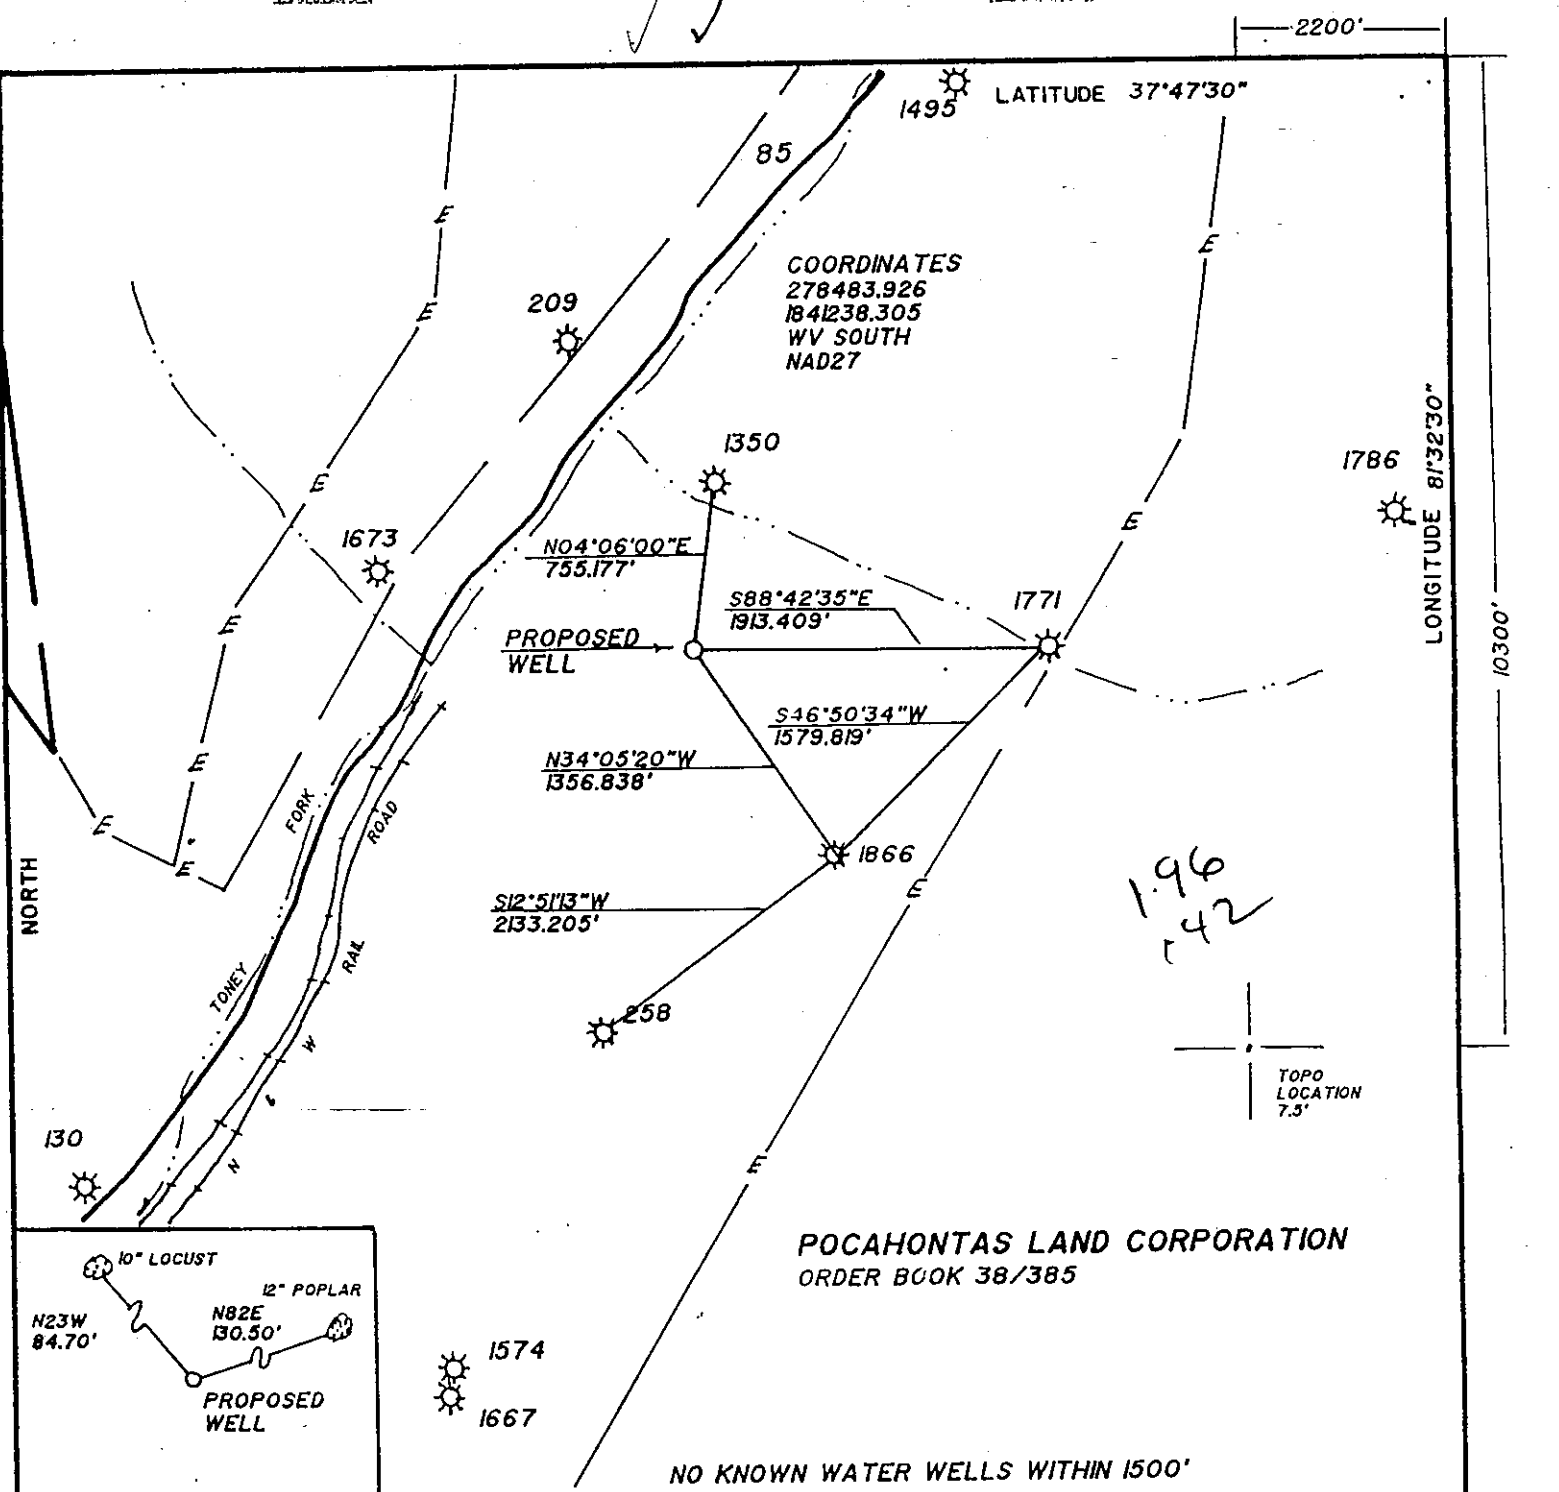 2200'
1495
LATITUDE 37°47'30"
85
E
E
COORDINATES
278483.926
1841238.305
WV SOUTH
NAD27
209
E
1350
1786
LONGITUDE 81°32'30"
E
E
1673
N04°06'00"E
755.177'
S88°42'35"E
1913.409'
1771
10300'
E
PROPOSED
WELL
S46°50'34"W
1579.819'
N34°05'20"W
1356.838'
E
FORK
ROAD
E
E
1866
1.96
.42
NORTH
E
S12°51'13"W
2133.205'
RAIL
TONEY
258
W
&
N
TOPO
LOCATION
7.5'
130
E
POCAHONTAS LAND CORPORATION
ORDER BOOK 38/385
10" LOCUST
12" POPLAR
N23W
84.70'
N82E
130.50'
PROPOSED
WELL
1574
1667
NO KNOWN WATER WELLS WITHIN 1500'